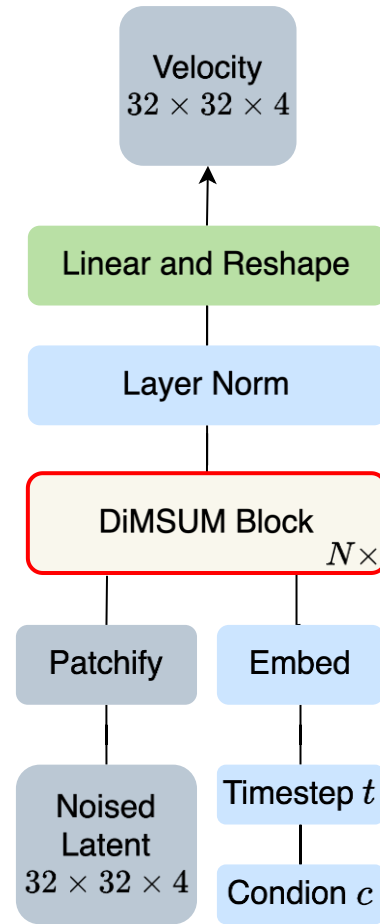 Velocity
32 × 32 × 4
Linear and Reshape
Layer Norm
DiMSUM Block
N×
Patchify
Embed
Noised
Latent
32 × 32 × 4
Timestep t
Condion c